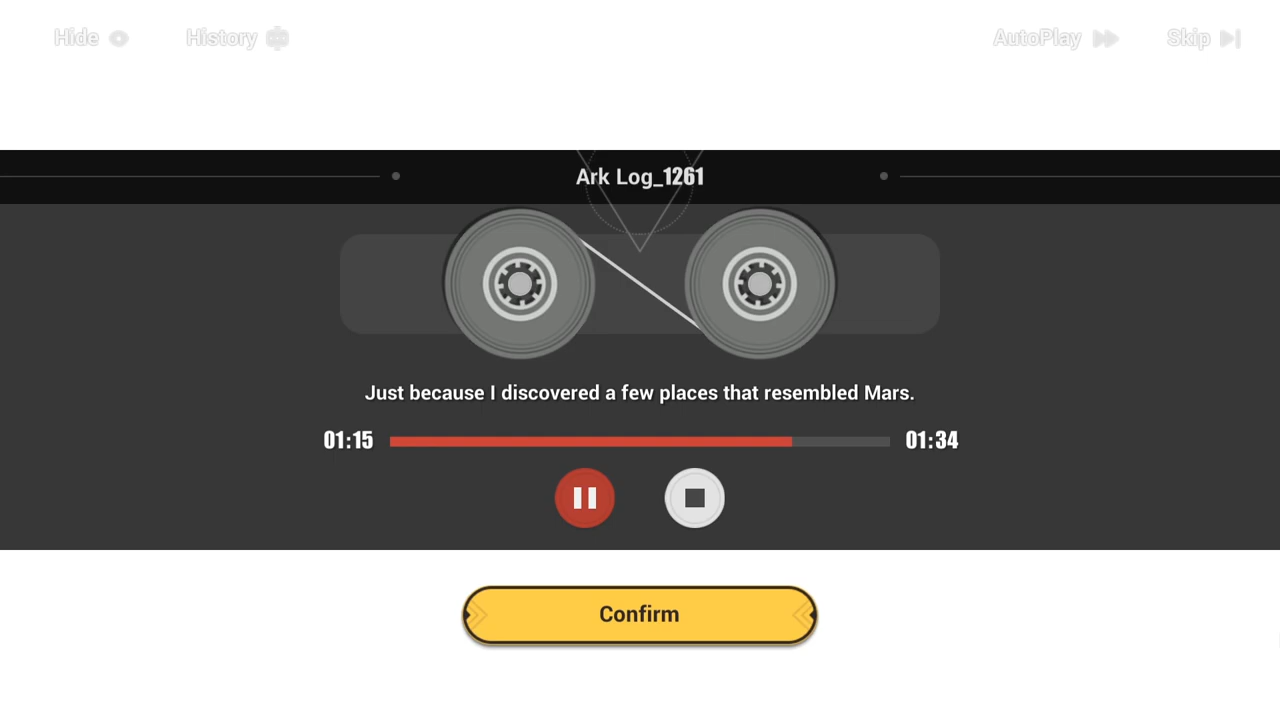 Hide
History
AutoPlay
Skip
Ark Log_1261
Just because I discovered a few places that resembled Mars.
01:15
01:34
Confirm